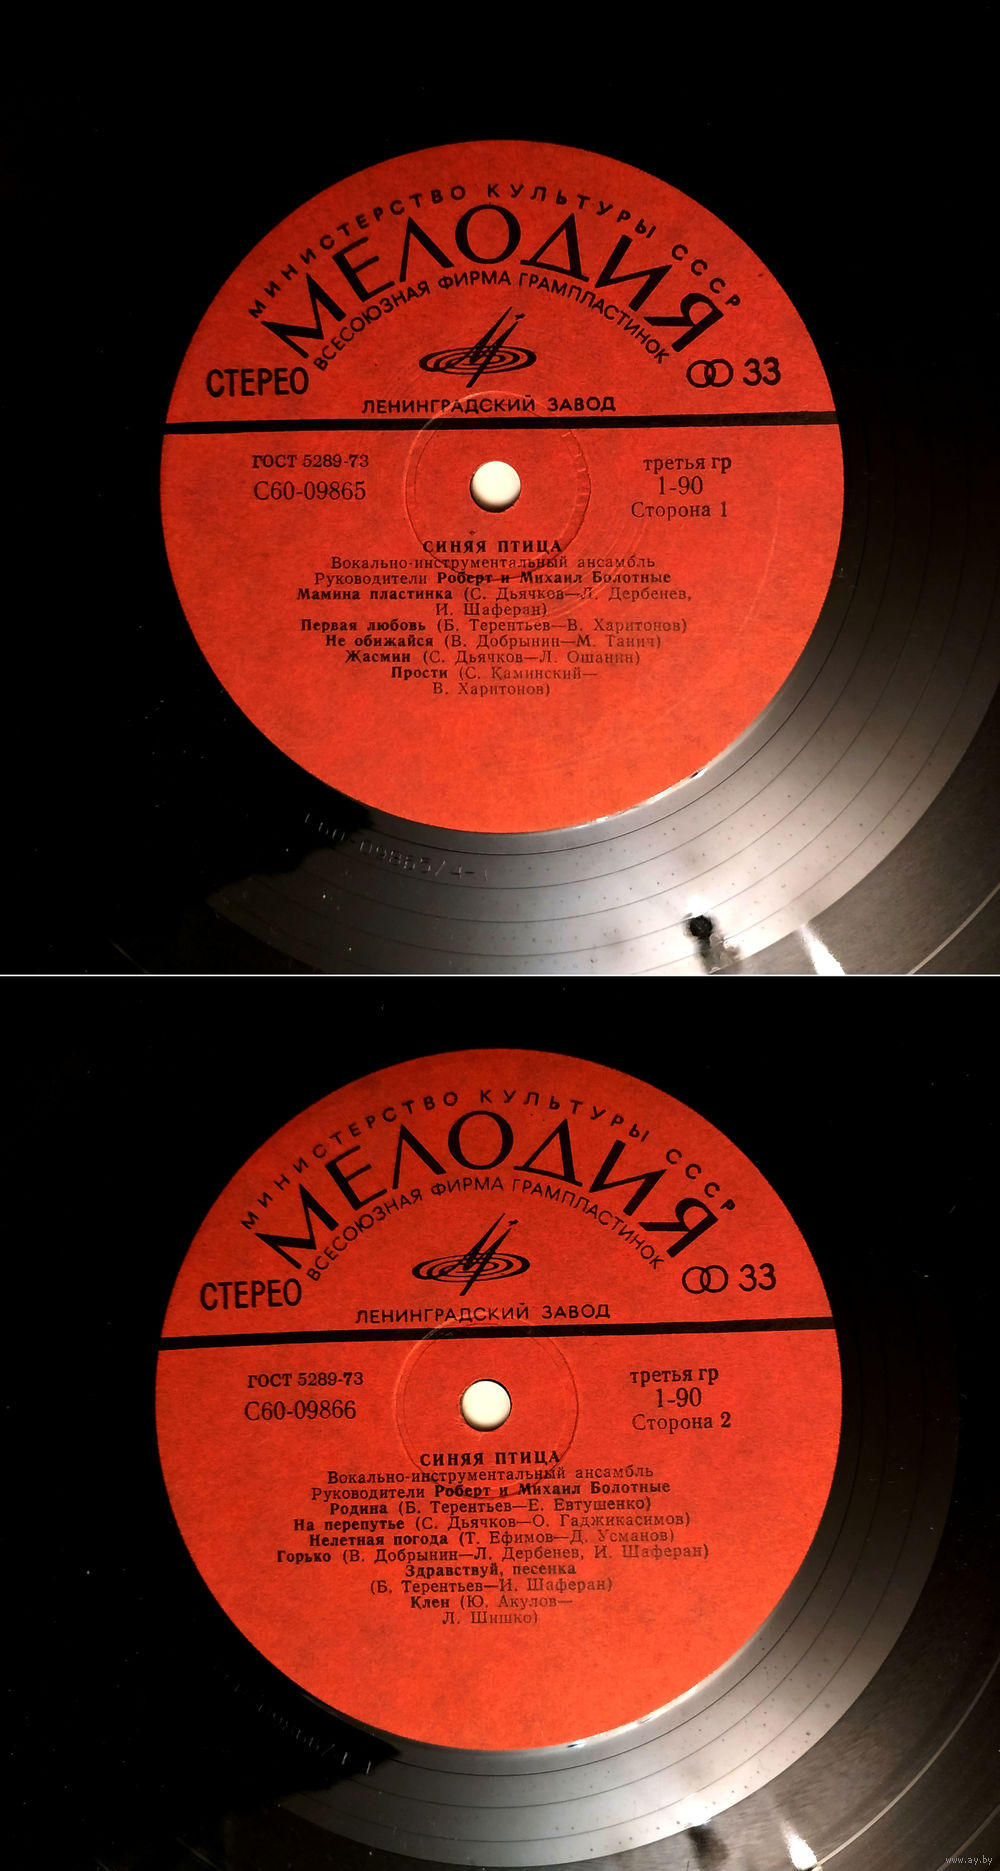 МИНИСТЕРСТВО КУЛЬТУРЫ СССР
МЕЛОДИЯ
ВСЕСОЮЗНАЯ ФИРМА ГРАМПЛАСТИНОК
СТЕРЕО
33
ЛЕНИНГРАДСКИЙ ЗАВОД
ГОСТ 5289-73
С60-09865
третья гр
1-90
Сторона 1
СИНЯЯ ПТИЦА
Вокально-инструментальный ансамбль
Руководители Роберт и Михаил Болотные
Мамина пластинка (С. Дьячков—Л. Дербенев,
И. Шаферан)
Первая любовь (Б. Терентьев—В. Харитонов)
Не обижайся (В. Добрынин—М. Танич)
Жасмин (С. Дьячков—Л. Ошанин)
Прости (С. Каминский—
В. Харитонов)
МИНИСТЕРСТВО КУЛЬТУРЫ СССР
МЕЛОДИЯ
ВСЕСОЮЗНАЯ ФИРМА ГРАМПЛАСТИНОК
СТЕРЕО
33
ЛЕНИНГРАДСКИЙ ЗАВОД
ГОСТ 5289-73
С60-09866
третья гр
1-90
Сторона 2
СИНЯЯ ПТИЦА
Вокально-инструментальный ансамбль
Руководители Роберт и Михаил Болотные
Родина (Б. Терентьев—Е. Евтушенко)
На перепутье (С. Дьячков—О. Гаджикасимов)
Нелетная погода (Т. Ефимов—Д. Усманов)
Горько (В. Добрынин—Л. Дербенев, И. Шаферан)
Здравствуй, песенка
(Б. Терентьев—И. Шаферан)
Клен (Ю. Акулов—
Л. Шишко)
www.ay.by